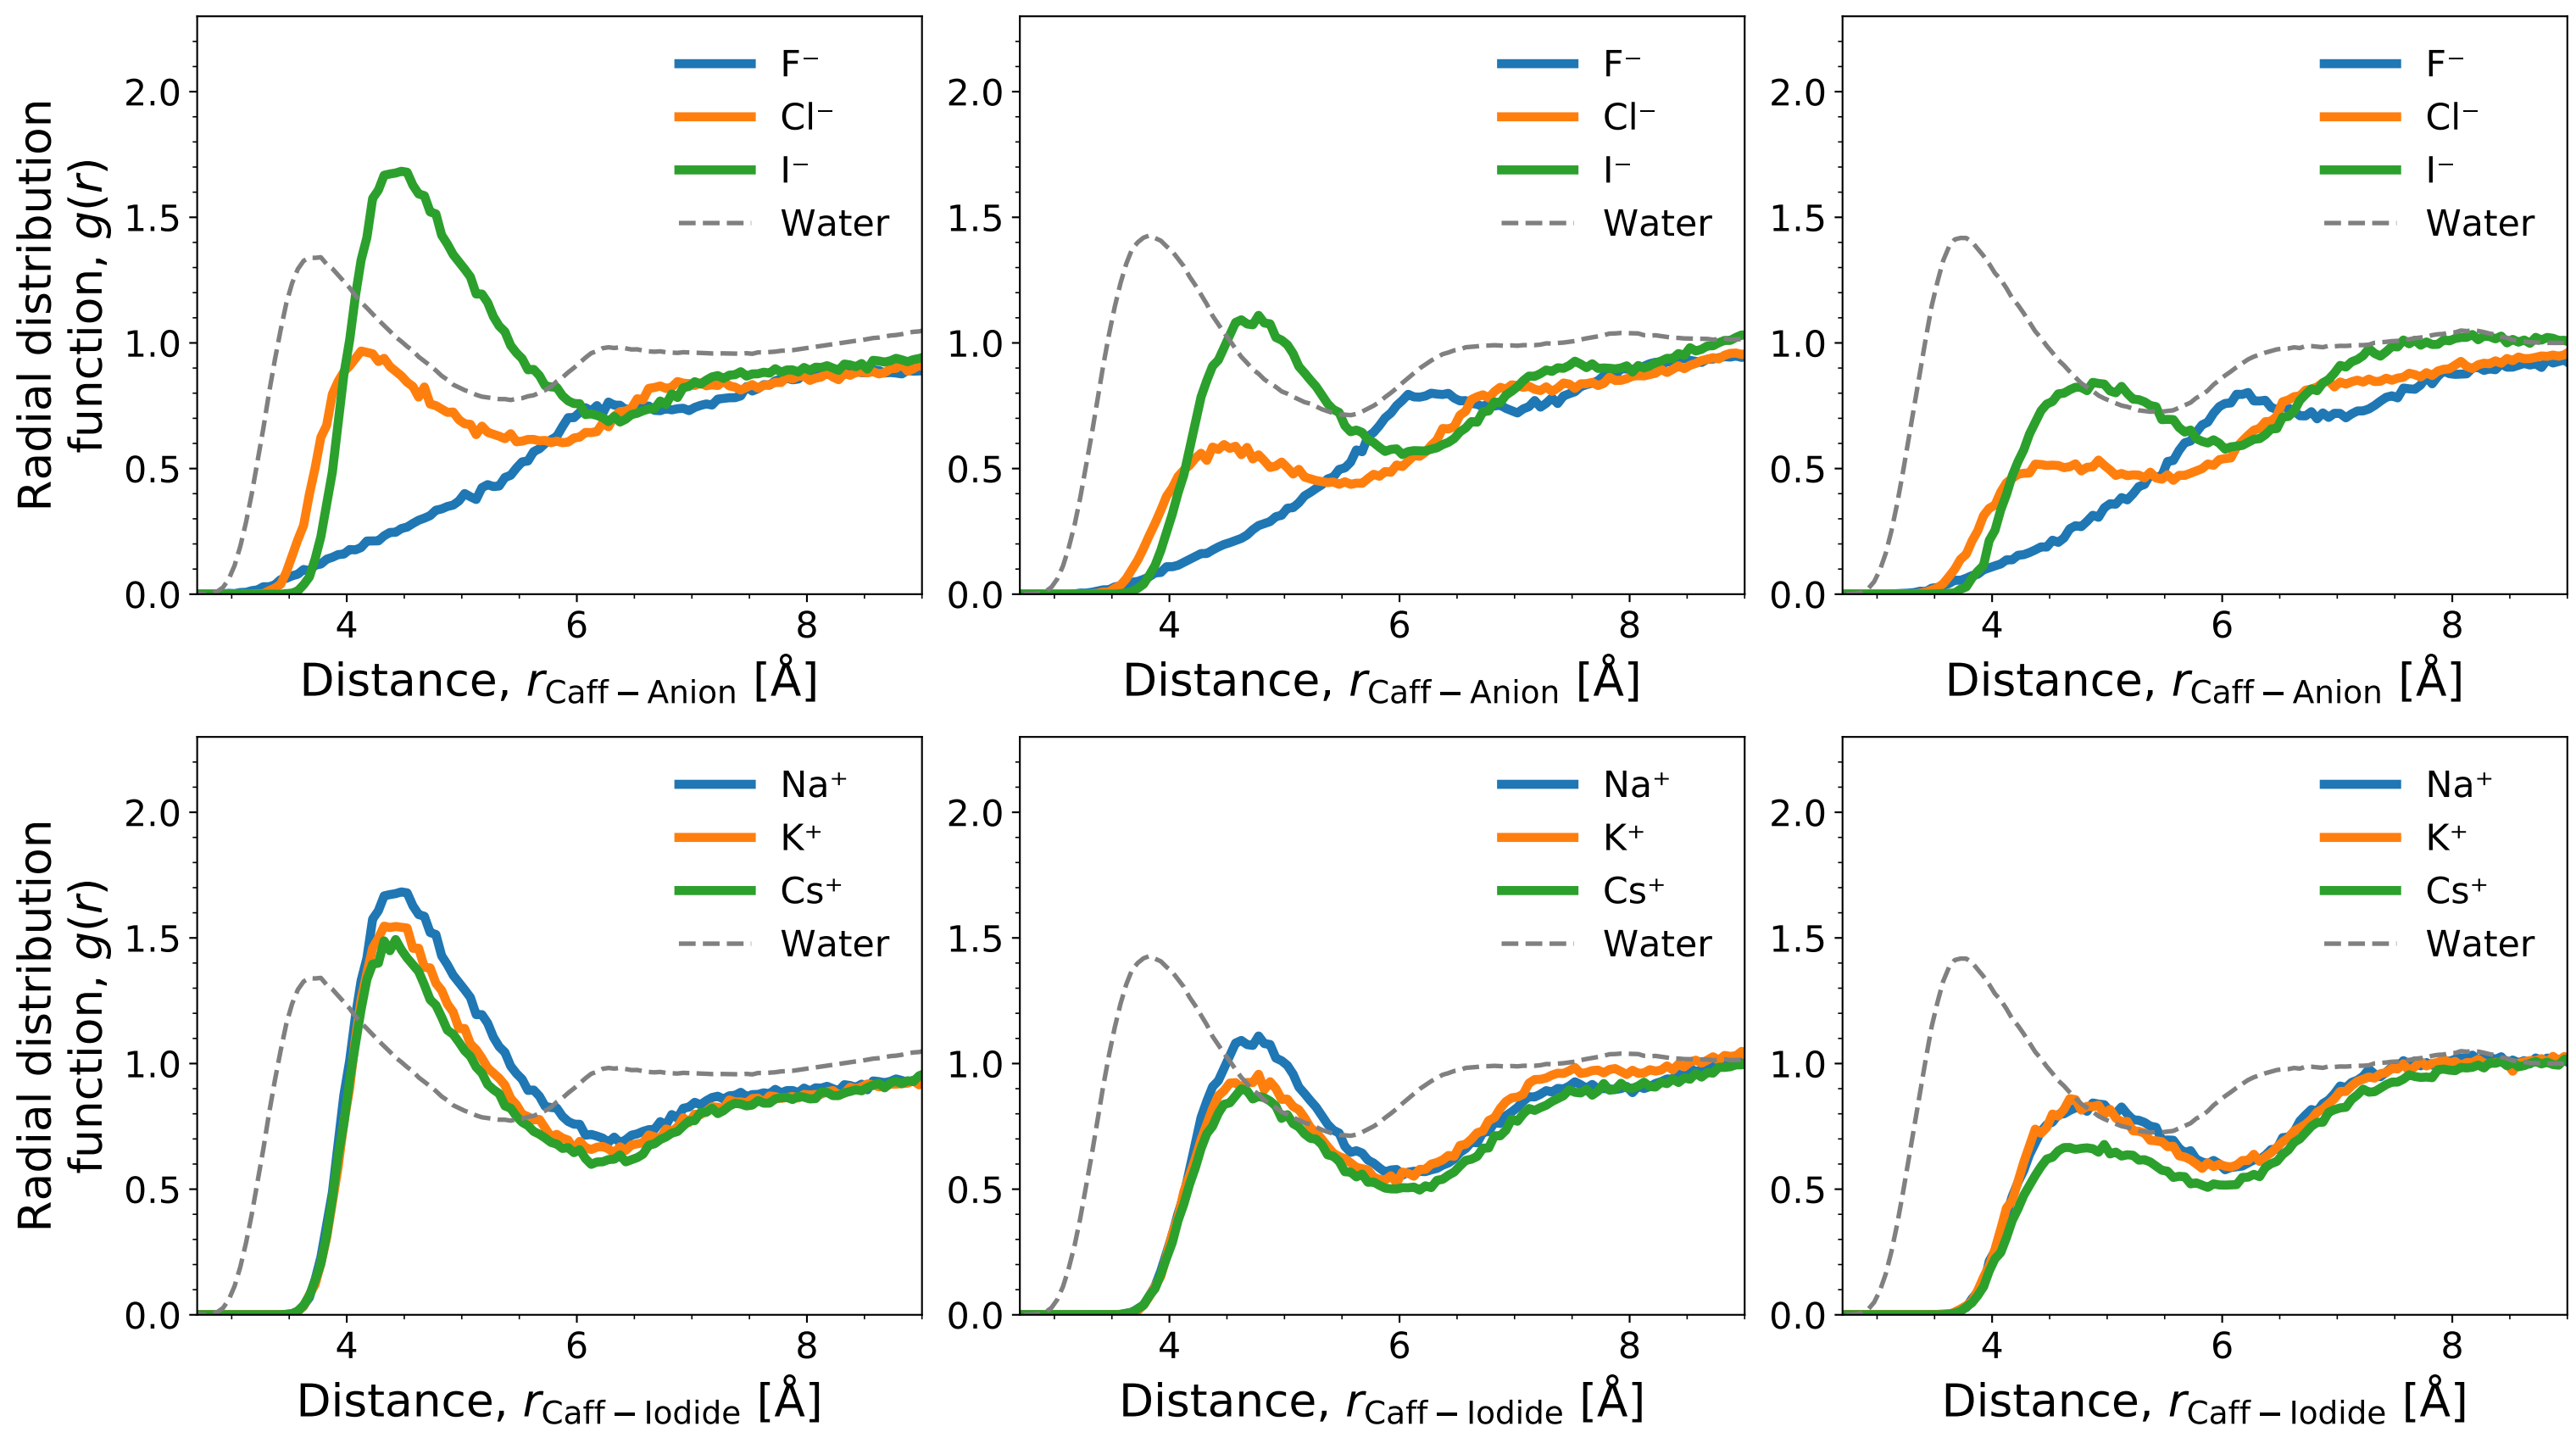 Radial distribution
function, g(r)
2.0
1.5
1.0
0.5
0.0
4 6 8
F⁻
Cl⁻
I⁻
Water
Distance, r_Caff − Anion [Å]
2.0
1.5
1.0
0.5
0.0
4 6 8
F⁻
Cl⁻
I⁻
Water
Distance, r_Caff − Anion [Å]
2.0
1.5
1.0
0.5
0.0
4 6 8
F⁻
Cl⁻
I⁻
Water
Distance, r_Caff − Anion [Å]
Radial distribution
function, g(r)
2.0
1.5
1.0
0.5
0.0
4 6 8
Na⁺
K⁺
Cs⁺
Water
Distance, r_Caff − Iodide [Å]
2.0
1.5
1.0
0.5
0.0
4 6 8
Na⁺
K⁺
Cs⁺
Water
Distance, r_Caff − Iodide [Å]
2.0
1.5
1.0
0.5
0.0
4 6 8
Na⁺
K⁺
Cs⁺
Water
Distance, r_Caff − Iodide [Å]